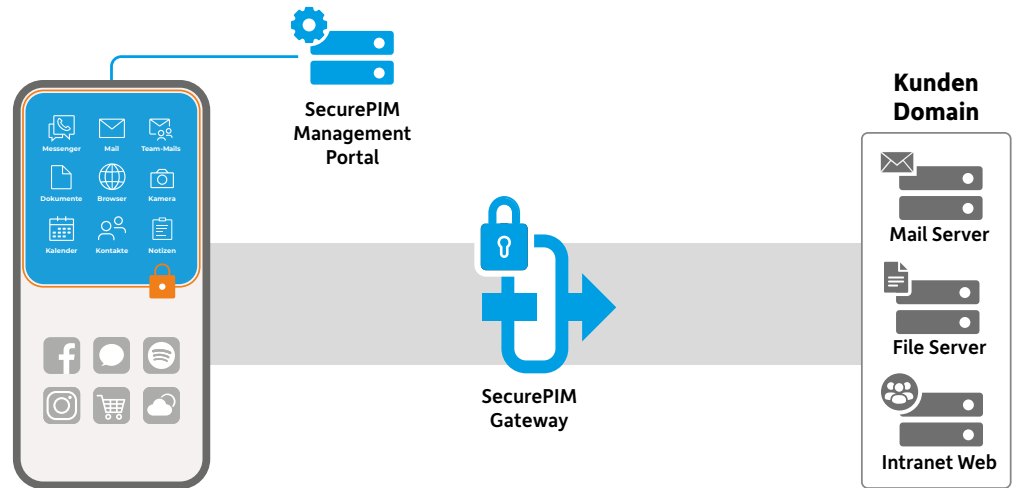 SecurePIM
Management
Portal
Kunden
Domain
Messenger
Mail
Team-Mails
Dokumente
Browser
Kamera
Kalender
Kontakte
Notizen
Mail Server
File Server
SecurePIM
Gateway
Intranet Web